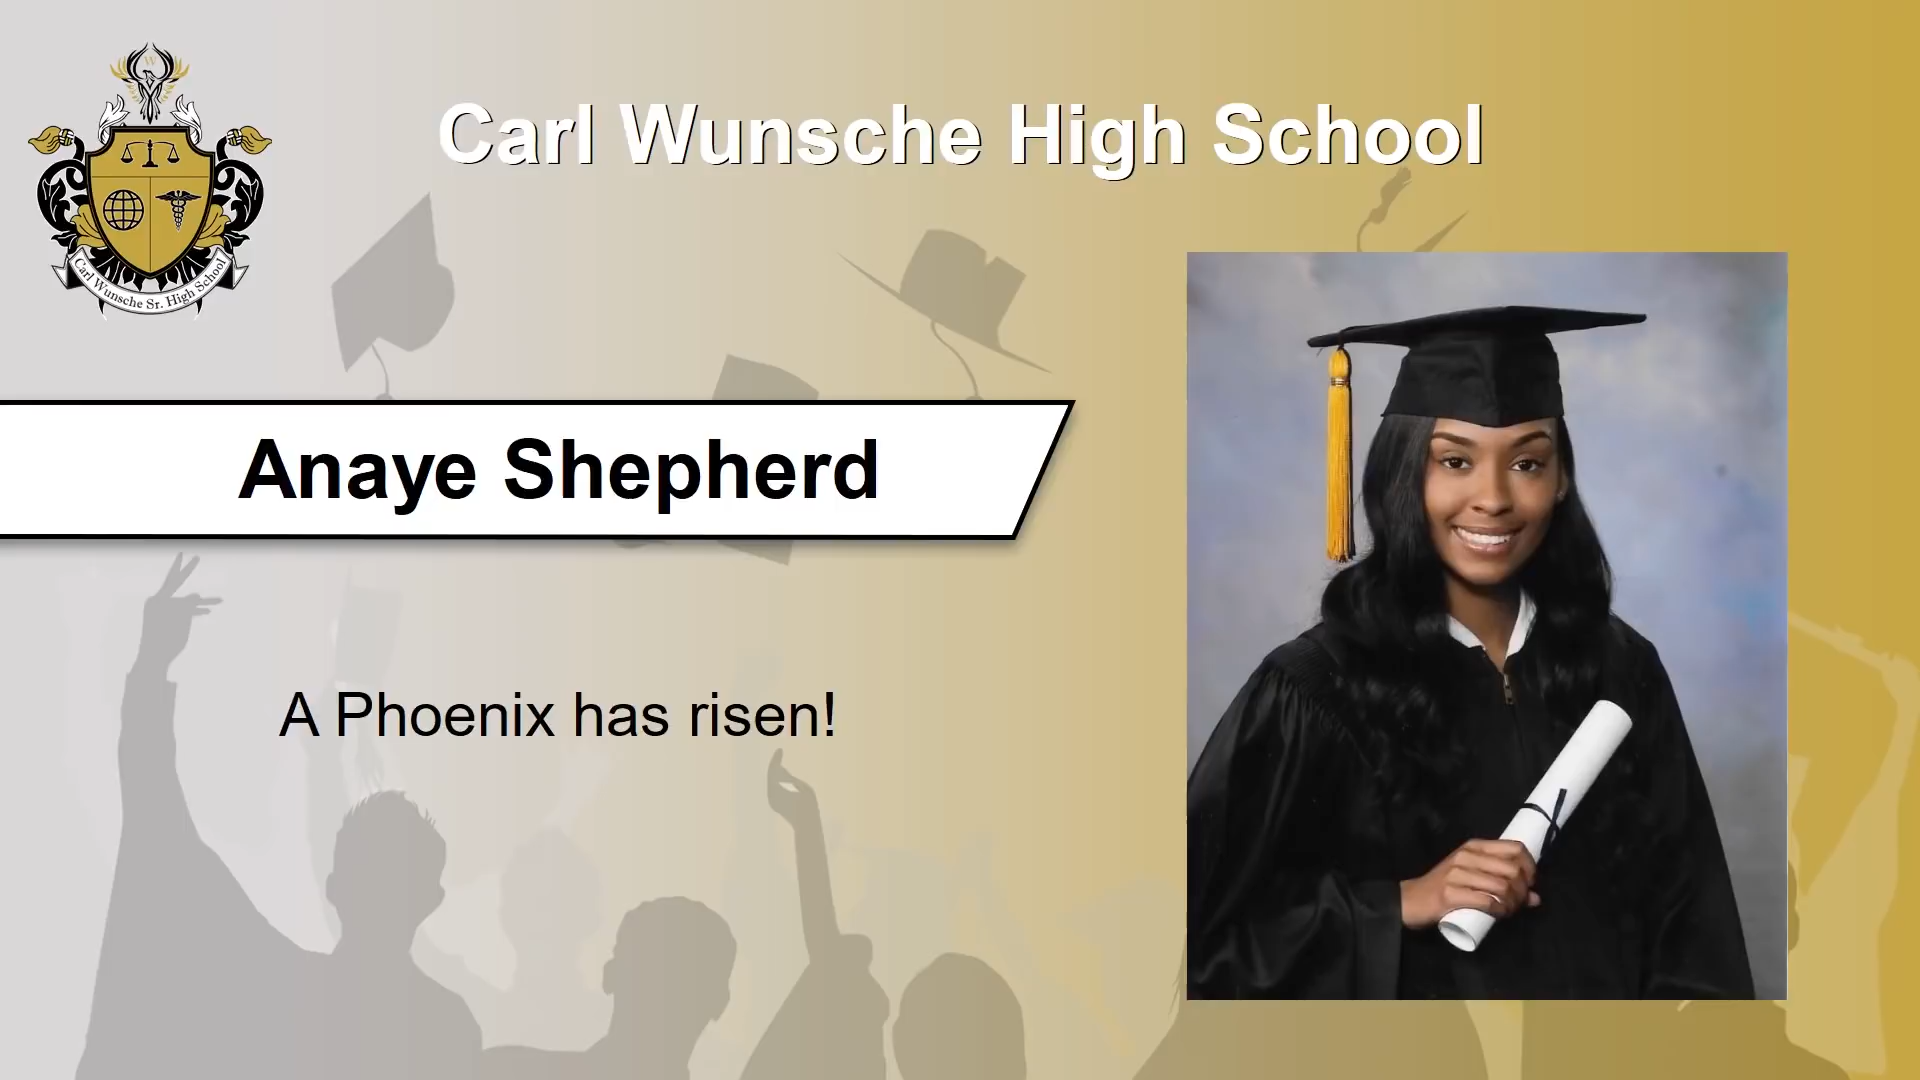 W
Carl Wunsche Sr. High School
Carl Wunsche High School
Anaye Shepherd
A Phoenix has risen!